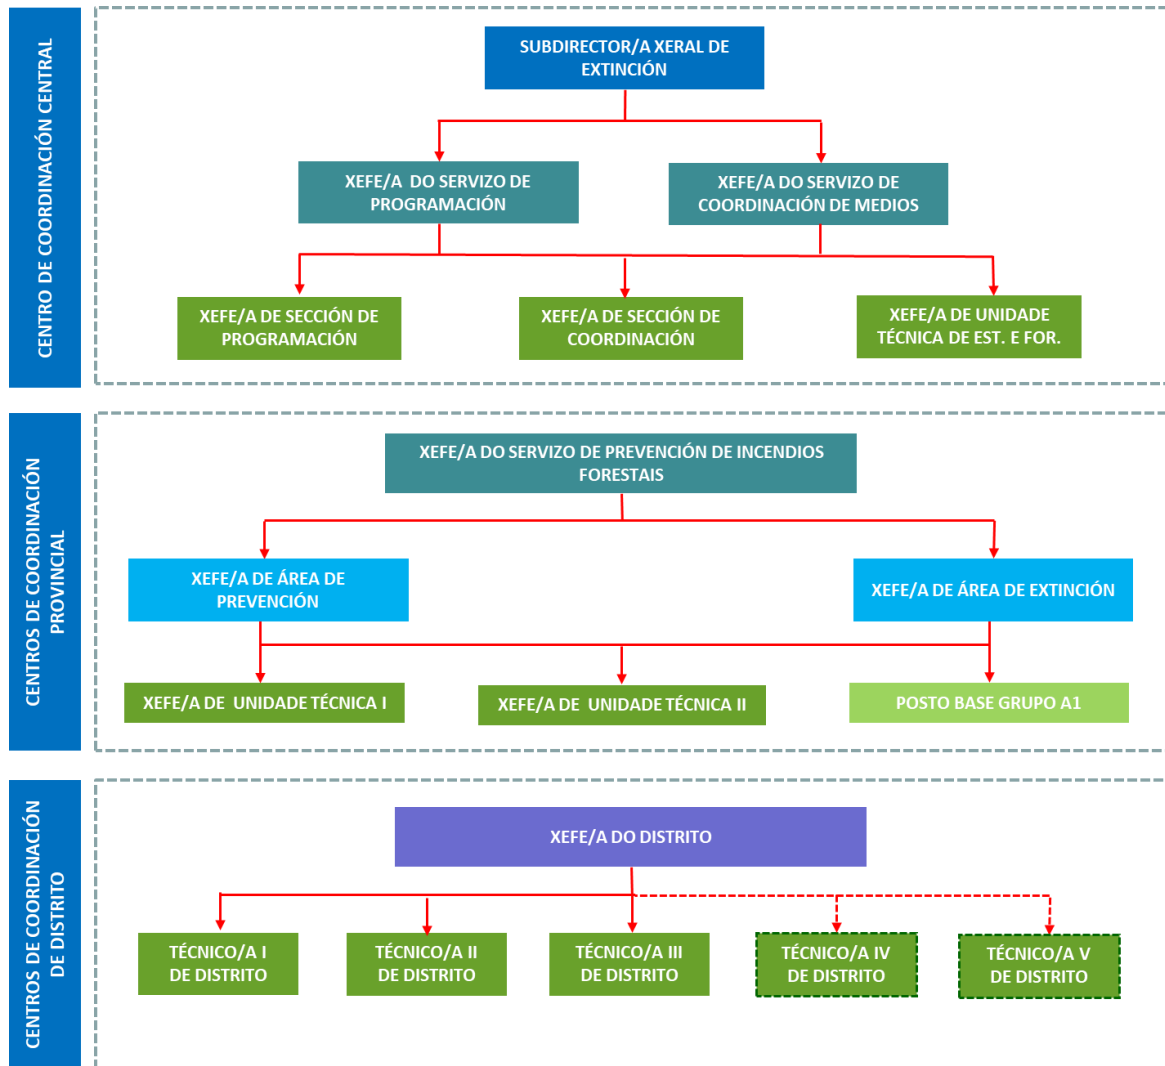 CENTRO DE COORDINACIÓN CENTRAL
SUBDIRECTOR/A XERAL DE
EXTINCIÓN
XEFE/A DO SERVIZO DE
PROGRAMACIÓN
XEFE/A DO SERVIZO DE
COORDINACIÓN DE MEDIOS
XEFE/A DE SECCIÓN DE
PROGRAMACIÓN
XEFE/A DE SECCIÓN DE
COORDINACIÓN
XEFE/A DE UNIDADE
TÉCNICA DE EST. E FOR.
CENTROS DE COORDINACIÓN
PROVINCIAL
XEFE/A DO SERVIZO DE PREVENCIÓN DE INCENDIOS
FORESTAIS
XEFE/A DE ÁREA DE
PREVENCIÓN
XEFE/A DE ÁREA DE EXTINCIÓN
XEFE/A DE UNIDADE TÉCNICA I
XEFE/A DE UNIDADE TÉCNICA II
POSTO BASE GRUPO A1
CENTROS DE COORDINACIÓN
DE DISTRITO
XEFE/A DO DISTRITO
TÉCNICO/A I
DE DISTRITO
TÉCNICO/A II
DE DISTRITO
TÉCNICO/A III
DE DISTRITO
TÉCNICO/A IV
DE DISTRITO
TÉCNICO/A V
DE DISTRITO